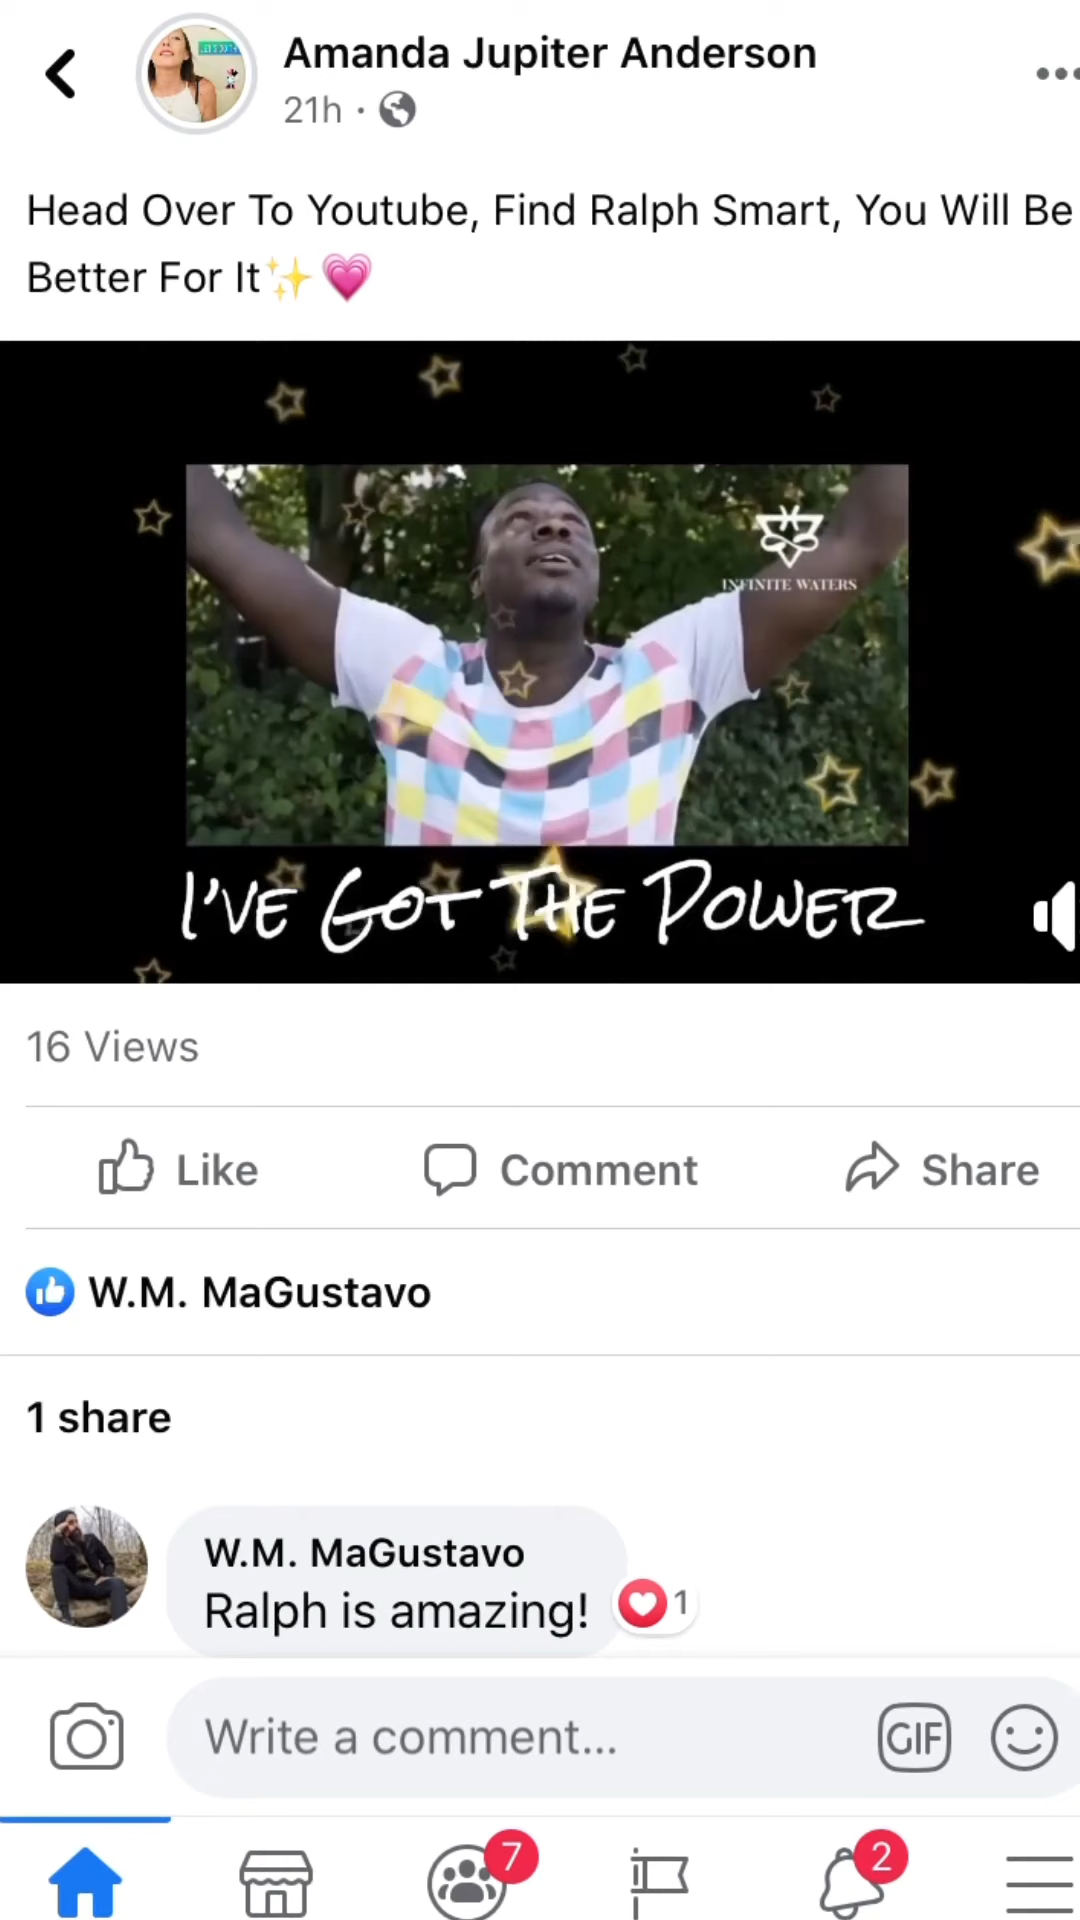 Amanda Jupiter Anderson
21h ·
Head Over To Youtube, Find Ralph Smart, You Will Be
Better For It✨💗
INFINITE WATERS
I'VE GOT THE POWER
16 Views
Like Comment Share
W.M. MaGustavo
1 share
W.M. MaGustavo
Ralph is amazing!
1
Write a comment...
GIF
7
2